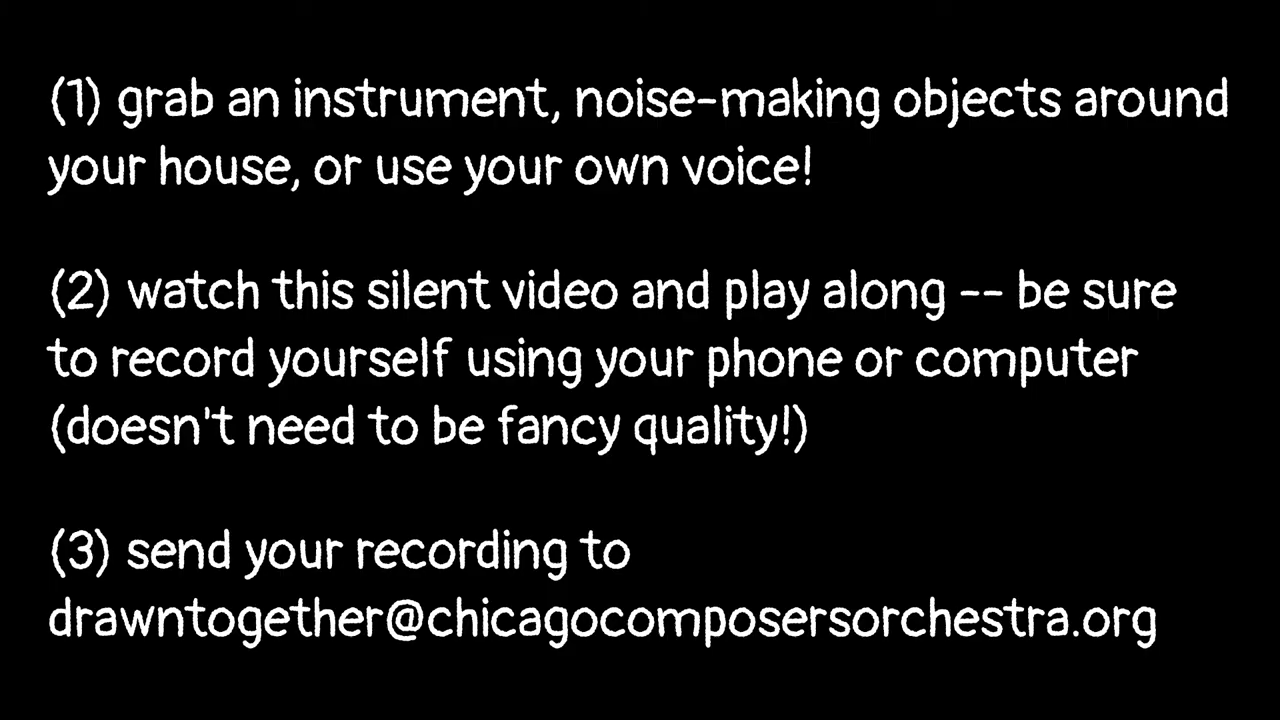 (1) grab an instrument, noise-making objects around
your house, or use your own voice!
(2) watch this silent video and play along -- be sure
to record yourself using your phone or computer
(doesn't need to be fancy quality!)
(3) send your recording to
drawntogether@chicagocomposersorchestra.org